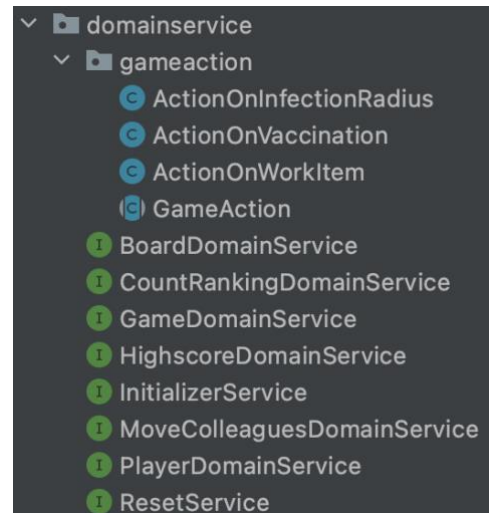 domainservice
gameaction
C ActionOnInfectionRadius
C ActionOnVaccination
C ActionOnWorkItem
C GameAction
I BoardDomainService
I CountRankingDomainService
I GameDomainService
I HighscoreDomainService
I InitializerService
I MoveColleaguesDomainService
I PlayerDomainService
I ResetService